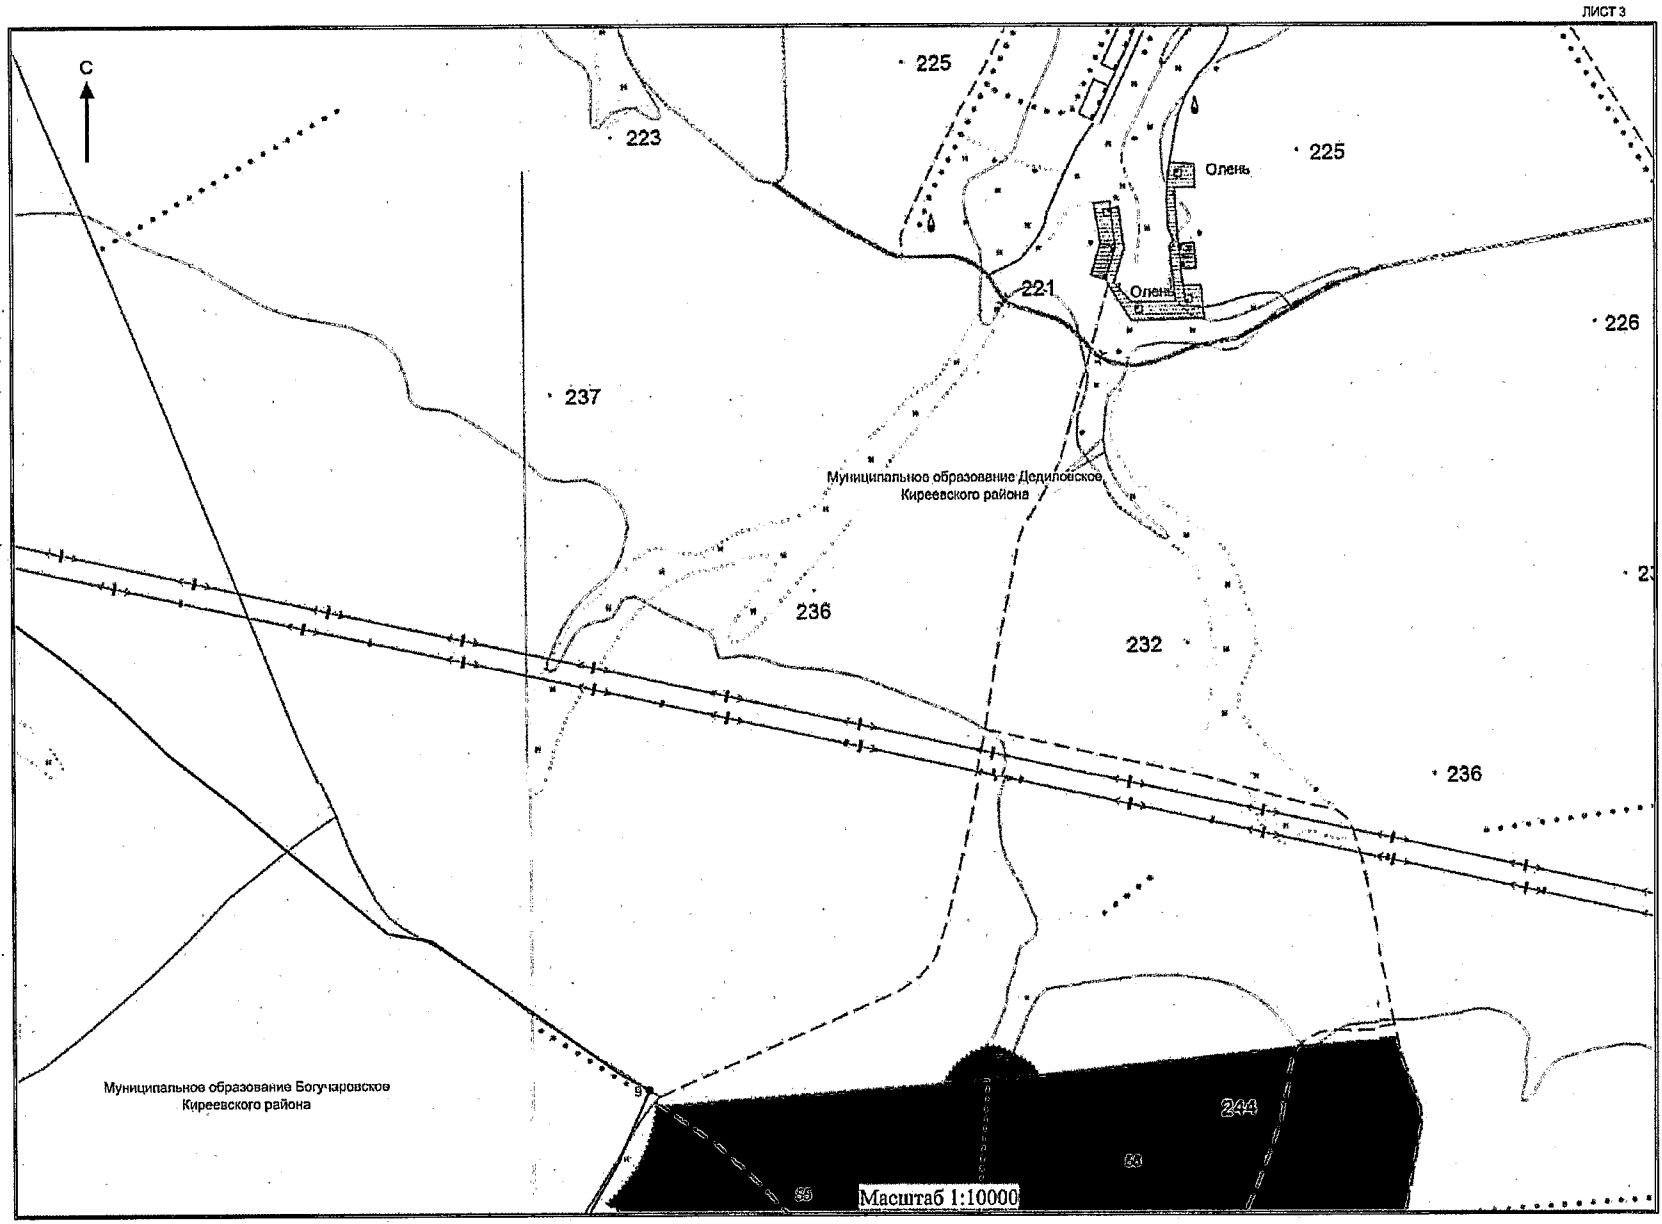 ЛИСТ 3
С
225
223
225
Олень
221
Олень
226
237
Муниципальное образование Дедиловское
Киреевского района
236
232
236
Муниципальное образование Богучаровское
Киреевского района
9
244
55
Масштаб 1:10000